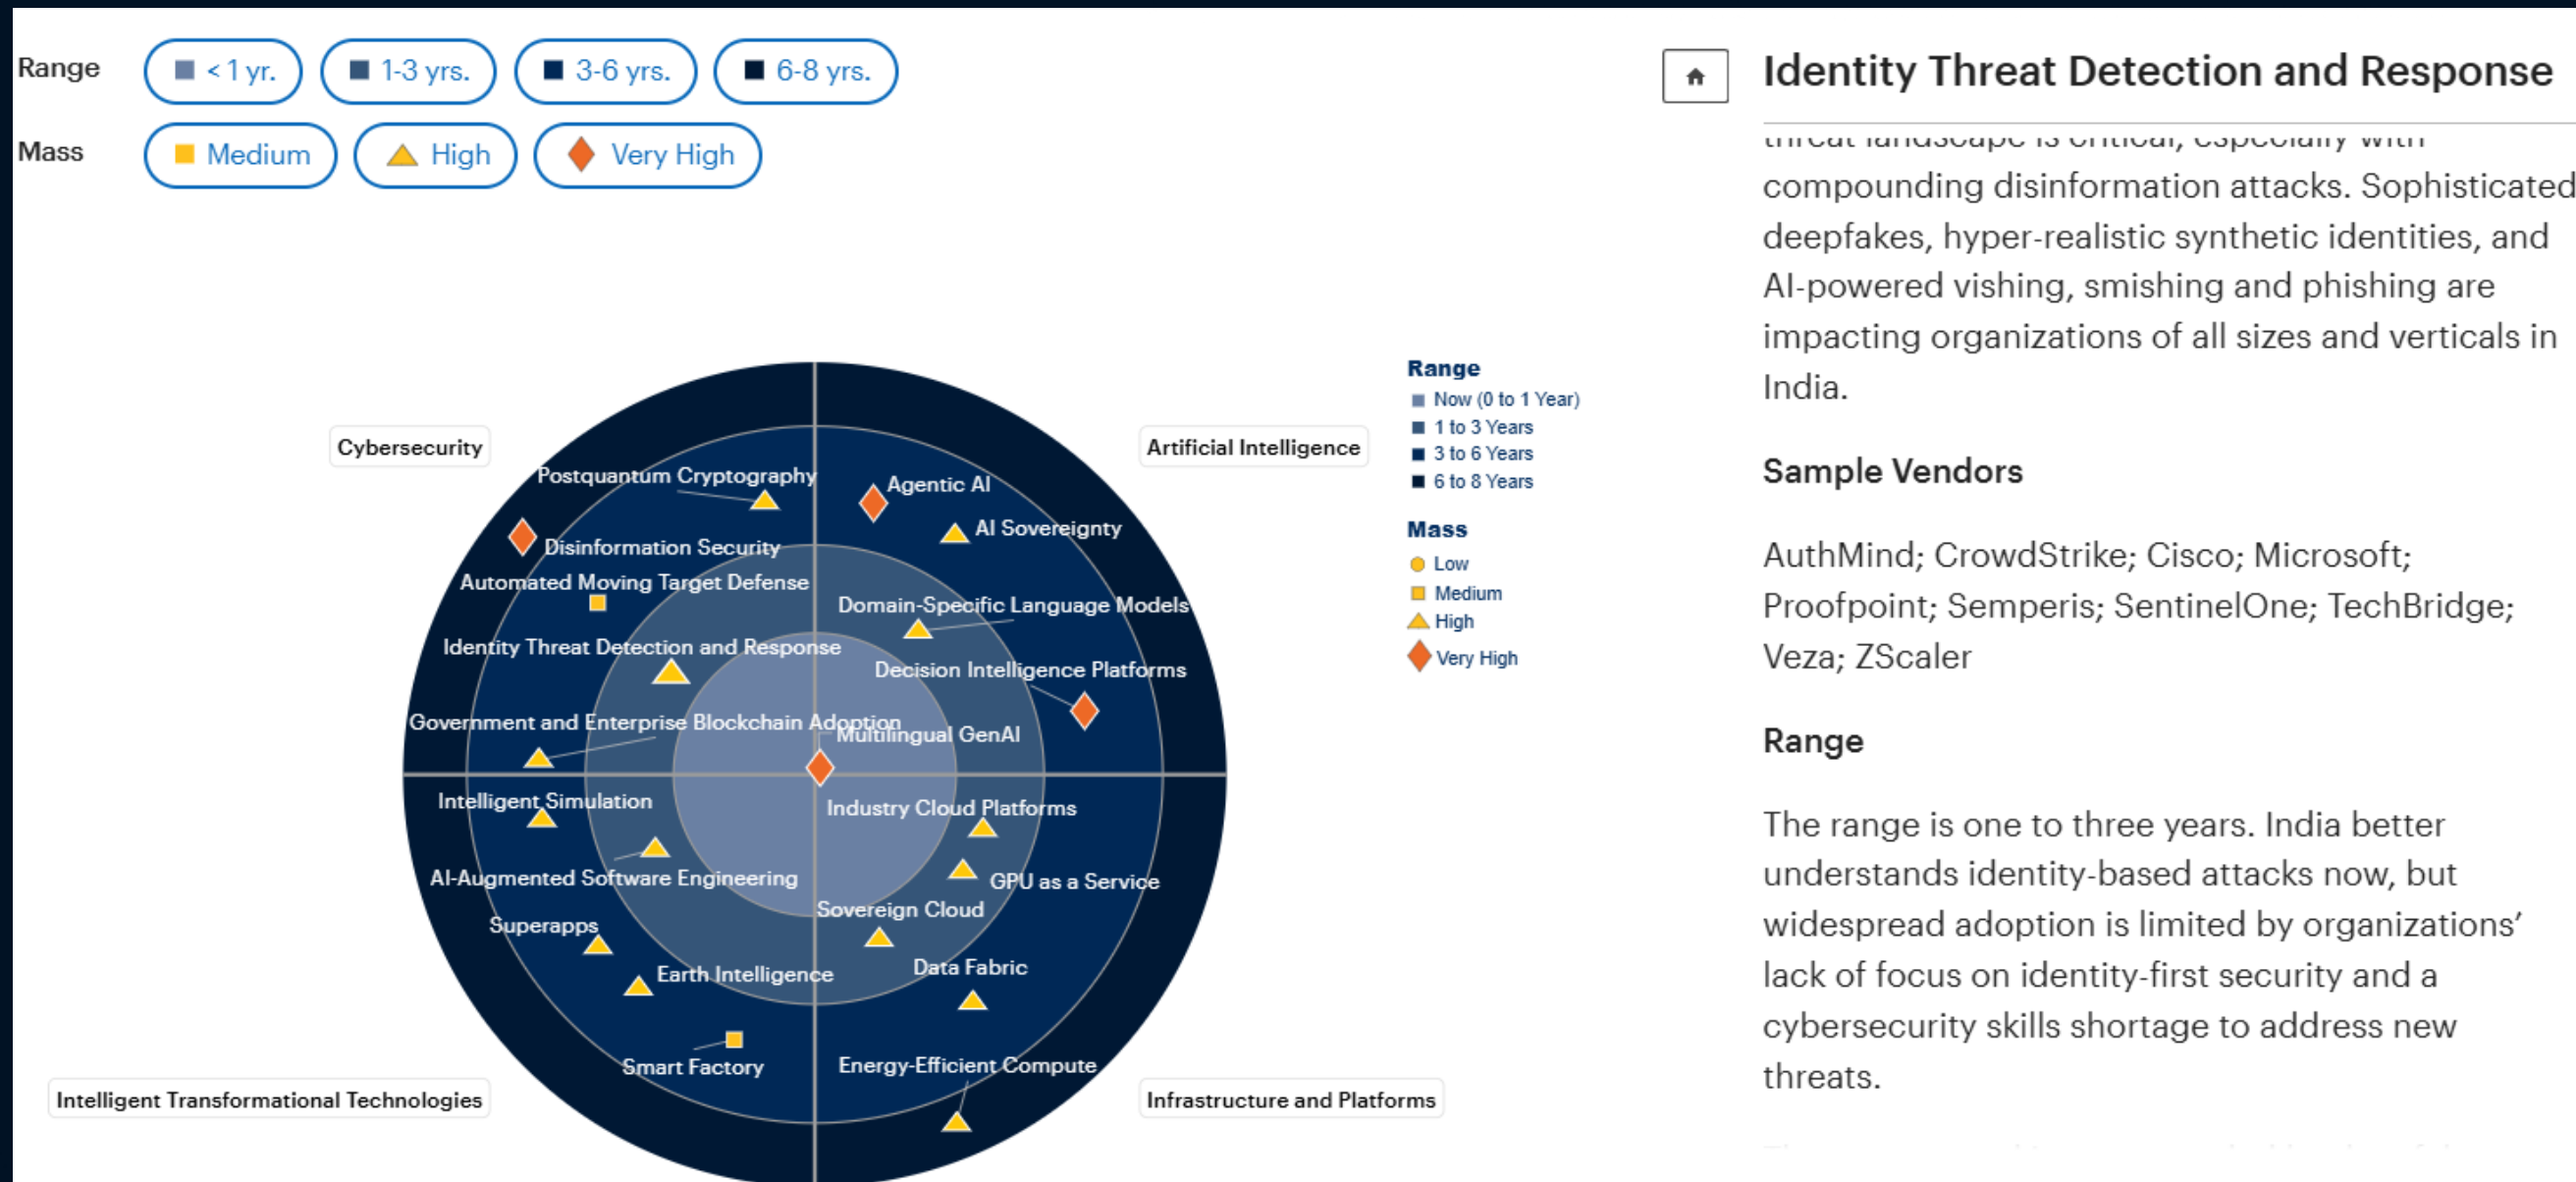 Range
< 1 yr.
1-3 yrs.
3-6 yrs.
6-8 yrs.
Mass
Medium
High
Very High
Cybersecurity
Artificial Intelligence
Postquantum Cryptography
Agentic AI
AI Sovereignty
Disinformation Security
Automated Moving Target Defense
Domain-Specific Language Models
Identity Threat Detection and Response
Decision Intelligence Platforms
Government and Enterprise Blockchain Adoption
Multilingual GenAI
Intelligent Simulation
Industry Cloud Platforms
AI-Augmented Software Engineering
GPU as a Service
Sovereign Cloud
Superapps
Data Fabric
Earth Intelligence
Smart Factory
Energy-Efficient Compute
Intelligent Transformational Technologies
Infrastructure and Platforms
Range
Now (0 to 1 Year)
1 to 3 Years
3 to 6 Years
6 to 8 Years
Mass
Low
Medium
High
Very High
Identity Threat Detection and Response
threat landscape is critical, especially with
compounding disinformation attacks. Sophisticated
deepfakes, hyper-realistic synthetic identities, and
AI-powered vishing, smishing and phishing are
impacting organizations of all sizes and verticals in
India.
Sample Vendors
AuthMind; CrowdStrike; Cisco; Microsoft;
Proofpoint; Semperis; SentinelOne; TechBridge;
Veza; ZScaler
Range
The range is one to three years. India better
understands identity-based attacks now, but
widespread adoption is limited by organizations’
lack of focus on identity-first security and a
cybersecurity skills shortage to address new
threats.